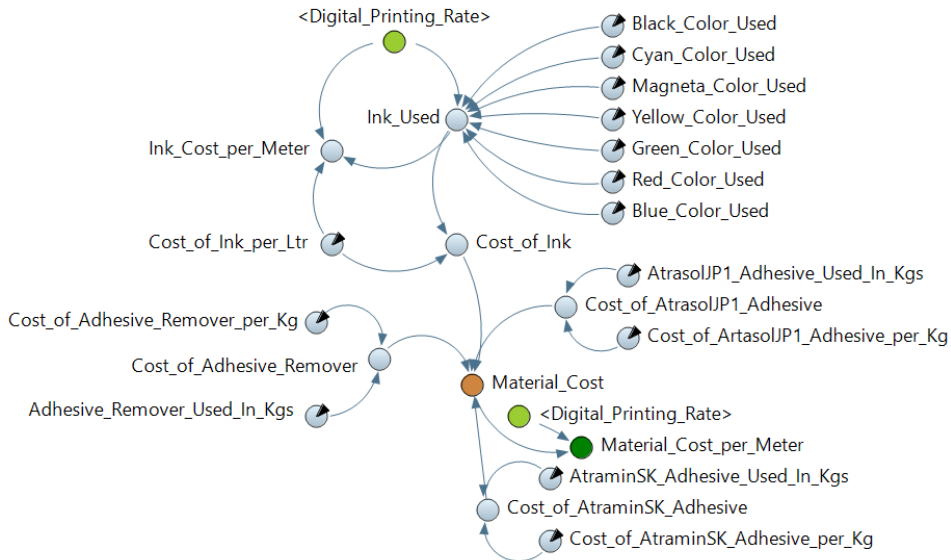 <Digital_Printing_Rate>
Black_Color_Used
Cyan_Color_Used
Magneta_Color_Used
Ink_Used
Yellow_Color_Used
Ink_Cost_per_Meter
Green_Color_Used
Red_Color_Used
Blue_Color_Used
Cost_of_Ink_per_Ltr
Cost_of_Ink
AtrasolJP1_Adhesive_Used_In_Kgs
Cost_of_AtrasolJP1_Adhesive
Cost_of_Adhesive_Remover_per_Kg
Cost_of_ArtasolJP1_Adhesive_per_Kg
Cost_of_Adhesive_Remover
Material_Cost
Adhesive_Remover_Used_In_Kgs
<Digital_Printing_Rate>
Material_Cost_per_Meter
AtraminSK_Adhesive_Used_In_Kgs
Cost_of_AtraminSK_Adhesive
Cost_of_AtraminSK_Adhesive_per_Kg